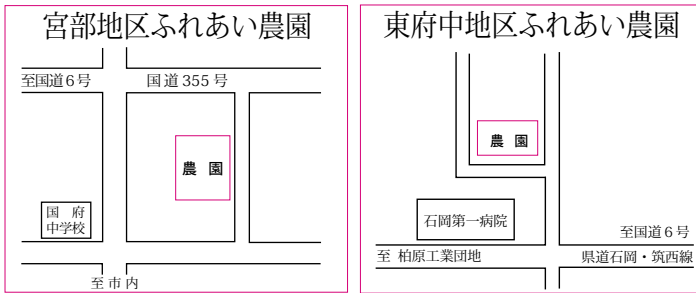 宮部地区ふれあい農園
至国道6号
国道355号
農園
国府
中学校
至市内
東府中地区ふれあい農園
農園
石岡第一病院
至国道6号
至 柏原工業団地
県道石岡・筑西線